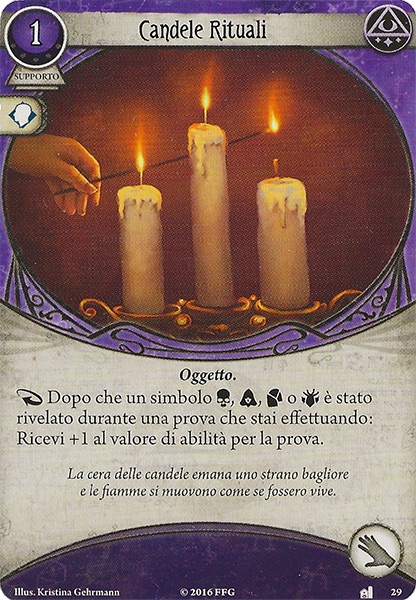 1
Candele Rituali
SUPPORTO
Oggetto.
Dopo che un simbolo , , o è stato
rivelato durante una prova che stai effettuando:
Ricevi +1 al valore di abilità per la prova.
La cera delle candele emana uno strano bagliore
e le fiamme si muovono come se fossero vive.
Illus. Kristina Gehrmann
© 2016 FFG
29